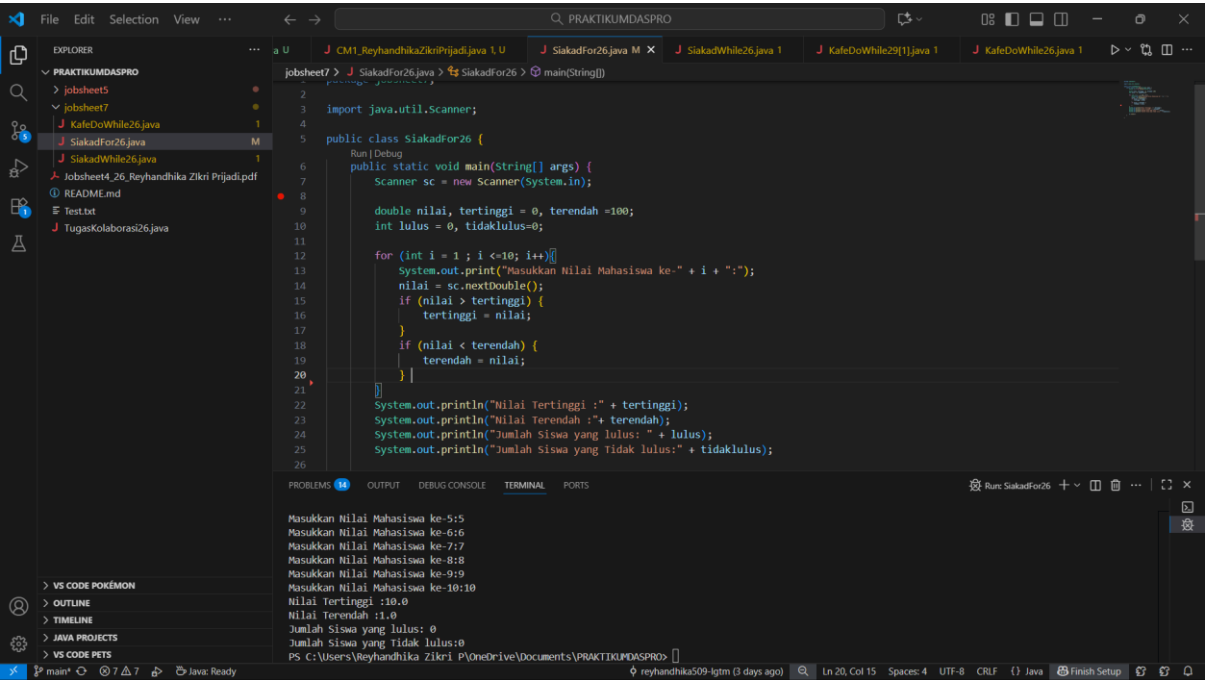 File Edit Selection View ··· PRAKTIKUMDASPRO
EXPLORER
PRAKTIKUMDASPRO
jobsheet5
jobsheet7
J KafeDoWhile26.java 1
J SiakadFor26.java M
J SiakadWhile26.java 1
Jobsheet4_26_Reyhandhika ZIkri Prijadi.pdf
README.md
Test.txt
J TugasKolaborasi26.java
VS CODE POKÉMON
OUTLINE
TIMELINE
JAVA PROJECTS
VS CODE PETS
a U J CM1_ReyhandhikaZikriPrijadi.java 1, U J SiakadFor26.java M J SiakadWhile26.java 1 J KafeDoWhile29[1].java 1 J KafeDoWhile26.java 1
jobsheet7 > J SiakadFor26.java > SiakadFor26 > main(String[])
1 package jobsheet7;
2
3 import java.util.Scanner;
4
5 public class SiakadFor26 {
Run | Debug
6 public static void main(String[] args) {
7 Scanner sc = new Scanner(System.in);
8
9 double nilai, tertinggi = 0, terendah =100;
10 int lulus = 0, tidaklulus=0;
11
12 for (int i = 1 ; i <=10; i++){
13 System.out.print("Masukkan Nilai Mahasiswa ke-" + i + ":");
14 nilai = sc.nextDouble();
15 if (nilai > tertinggi) {
16 tertinggi = nilai;
17 }
18 if (nilai < terendah) {
19 terendah = nilai;
20 }
21 }
22 System.out.println("Nilai Tertinggi :" + tertinggi);
23 System.out.println("Nilai Terendah :"+ terendah);
24 System.out.println("Jumlah Siswa yang lulus: " + lulus);
25 System.out.println("Jumlah Siswa yang Tidak lulus:" + tidaklulus);
26
PROBLEMS 14 OUTPUT DEBUG CONSOLE TERMINAL PORTS Run: SiakadFor26
Masukkan Nilai Mahasiswa ke-5:5
Masukkan Nilai Mahasiswa ke-6:6
Masukkan Nilai Mahasiswa ke-7:7
Masukkan Nilai Mahasiswa ke-8:8
Masukkan Nilai Mahasiswa ke-9:9
Masukkan Nilai Mahasiswa ke-10:10
Nilai Tertinggi :10.0
Nilai Terendah :1.0
Jumlah Siswa yang lulus: 0
Jumlah Siswa yang Tidak lulus:0
PS C:\Users\Reyhandhika Zikri P\OneDrive\Documents\PRAKTIKUMDASPRO>
main* 7 7 Java: Ready reyhandhika509-lgtm (3 days ago) Ln 20, Col 15 Spaces: 4 UTF-8 CRLF {} Java Finish Setup